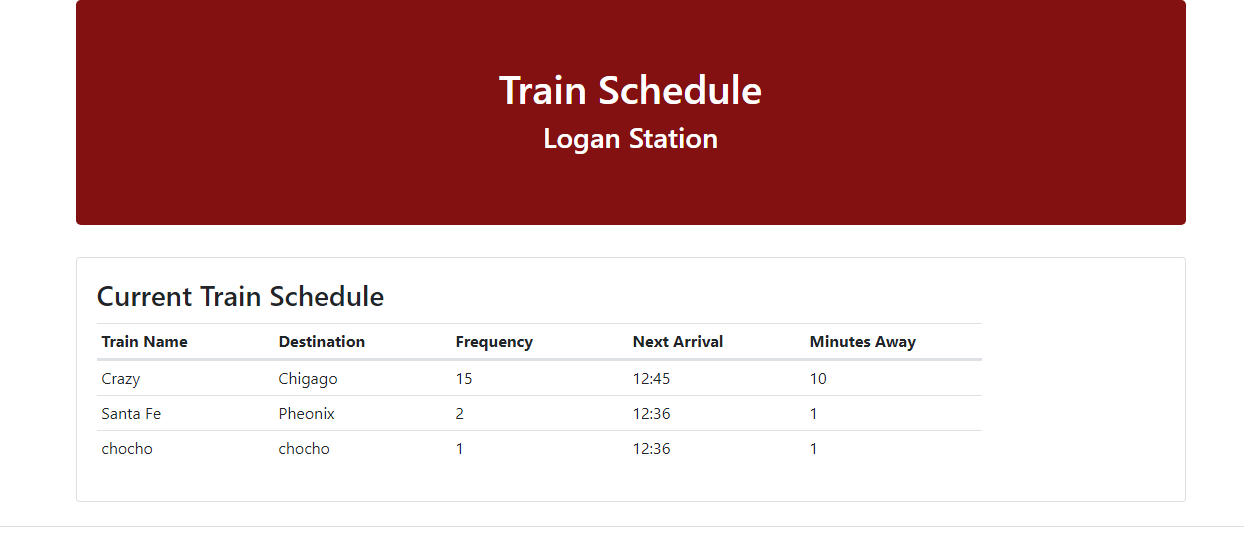 Train Schedule
Logan Station
Current Train Schedule
Train Name Destination Frequency Next Arrival Minutes Away
Crazy Chigago 15 12:45 10
Santa Fe Pheonix 2 12:36 1
chocho chocho 1 12:36 1